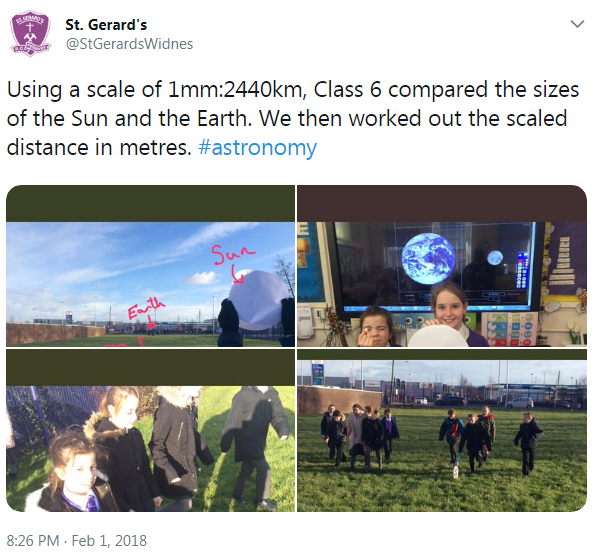 St. Gerard's
@StGerardsWidnes
Using a scale of 1mm:2440km, Class 6 compared the sizes
of the Sun and the Earth. We then worked out the scaled
distance in metres. #astronomy
Sun
Earth
8:26 PM · Feb 1, 2018